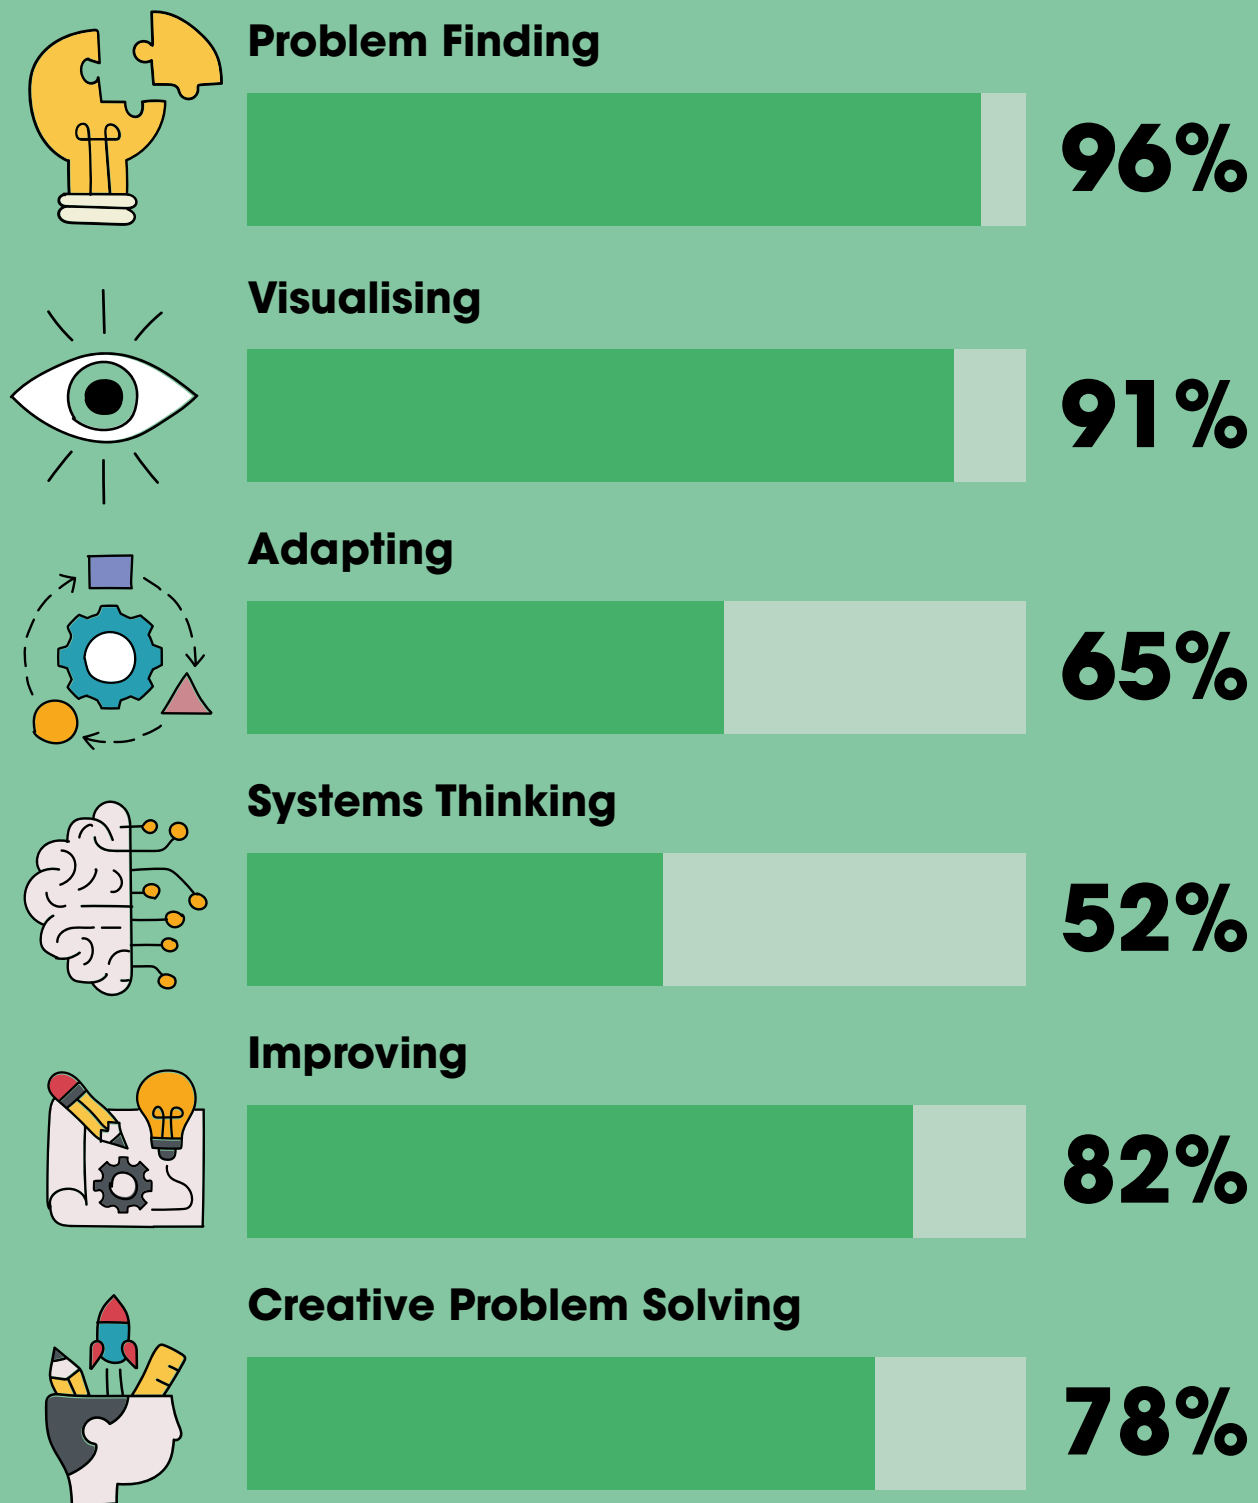 Problem Finding
96%
Visualising
91%
Adapting
65%
Systems Thinking
52%
Improving
82%
Creative Problem Solving
78%